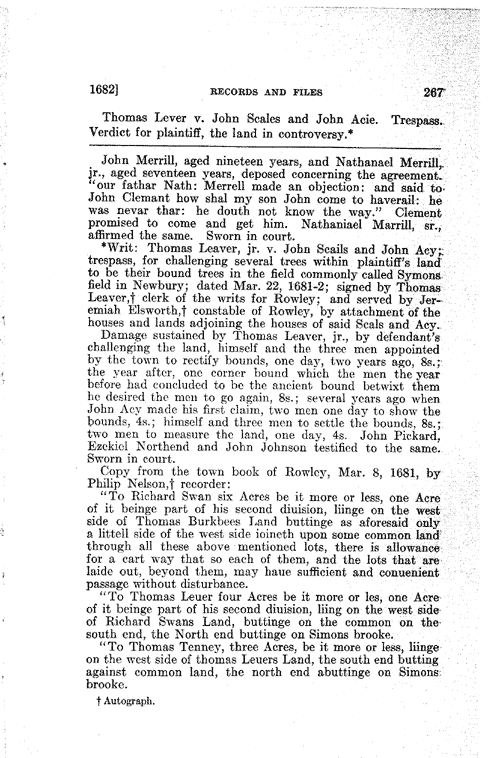 1682] RECORDS AND FILES 267
Thomas Lever v. John Scales and John Acie. Trespass.
Verdict for plaintiff, the land in controversy.*
John Merrill, aged nineteen years, and Nathanael Merrill,
jr., aged seventeen years, deposed concerning the agreement.
"our fathar Nath: Merrell made an objection: and said to
John Clemant how shal my son John come to haverail: he
was nevar thar: he douth not know the way." Clement
promised to come and get him. Nathaniael Marrill, sr.,
affirmed the same. Sworn in court.
*Writ: Thomas Leaver, jr. v. John Scails and John Acy;
trespass, for challenging several trees within plaintiff's land
to be their bound trees in the field commonly called Symons
field in Newbury; dated Mar. 22, 1681-2; signed by Thomas
Leaver,† clerk of the writs for Rowley; and served by Jer-
emiah Elsworth,† constable of Rowley, by attachment of the
houses and lands adjoining the houses of said Scals and Acy.
Damage sustained by Thomas Leaver, jr., by defendant's
challenging the land, himself and the three men appointed
by the town to rectify bounds, one day, two years ago, 8s.;
the year after, one corner bound which the men the year
before had concluded to be the ancient bound betwixt them
he desired the men to go again, 8s.; several years ago when
John Acy made his first claim, two men one day to show the
bounds, 4s.; himself and three men to settle the bounds, 8s.;
two men to measure the land, one day, 4s. John Pickard,
Ezekiel Northend and John Johnson testified to the same.
Sworn in court.
Copy from the town book of Rowley, Mar. 8, 1681, by
Philip Nelson,† recorder:
"To Richard Swan six Acres be it more or less, one Acre
of it beinge part of his second diuision, liinge on the west
side of Thomas Burkbees Land buttinge as aforesaid only
a litteil side of the west side ioineth upon some common land
through all these above mentioned lots, there is allowance
for a cart way that so each of them, and the lots that are
laide out, beyond them, may haue sufficient and conuenient
passage without disturbance.
"To Thomas Leuer four Acres be it more or les, one Acre
of it beinge part of his second diuision, liing on the west side
of Richard Swans Land, buttinge on the common on the
south end, the North end buttinge on Simons brooke.
"To Thomas Tenney, three Acres, be it more or less, liinge
on the west side of thomas Leuers Land, the south end butting
against common land, the north end abuttinge on Simons
brooke.
† Autograph.